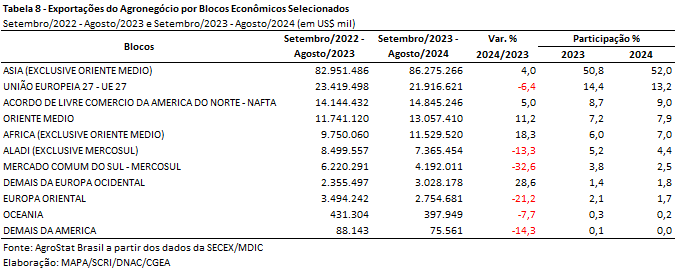 Tabela 8 - Exportações do Agronegócio por Blocos Econômicos Selecionados
Setembro/2022 - Agosto/2023 e Setembro/2023 - Agosto/2024 (em US$ mil)
Blocos Setembro/2022 - Agosto/2023 Setembro/2023 - Agosto/2024 Var. % 2024/2023 Participação % 2023 2024
ASIA (EXCLUSIVE ORIENTE MEDIO) 82.951.486 86.275.266 4,0 50,8 52,0
UNIÃO EUROPEIA 27 - UE 27 23.419.498 21.916.621 -6,4 14,4 13,2
ACORDO DE LIVRE COMERCIO DA AMERICA DO NORTE - NAFTA 14.144.432 14.845.246 5,0 8,7 9,0
ORIENTE MEDIO 11.741.120 13.057.410 11,2 7,2 7,9
AFRICA (EXCLUSIVE ORIENTE MEDIO) 9.750.060 11.529.520 18,3 6,0 7,0
ALADI (EXCLUSIVE MERCOSUL) 8.499.557 7.365.454 -13,3 5,2 4,4
MERCADO COMUM DO SUL - MERCOSUL 6.220.291 4.192.011 -32,6 3,8 2,5
DEMAIS DA EUROPA OCIDENTAL 2.355.497 3.028.178 28,6 1,4 1,8
EUROPA ORIENTAL 3.494.242 2.754.681 -21,2 2,1 1,7
OCEANIA 431.304 397.949 -7,7 0,3 0,2
DEMAIS DA AMERICA 88.143 75.561 -14,3 0,1 0,0
Fonte: AgroStat Brasil a partir dos dados da SECEX/MDIC
Elaboração: MAPA/SCRI/DNAC/CGEA